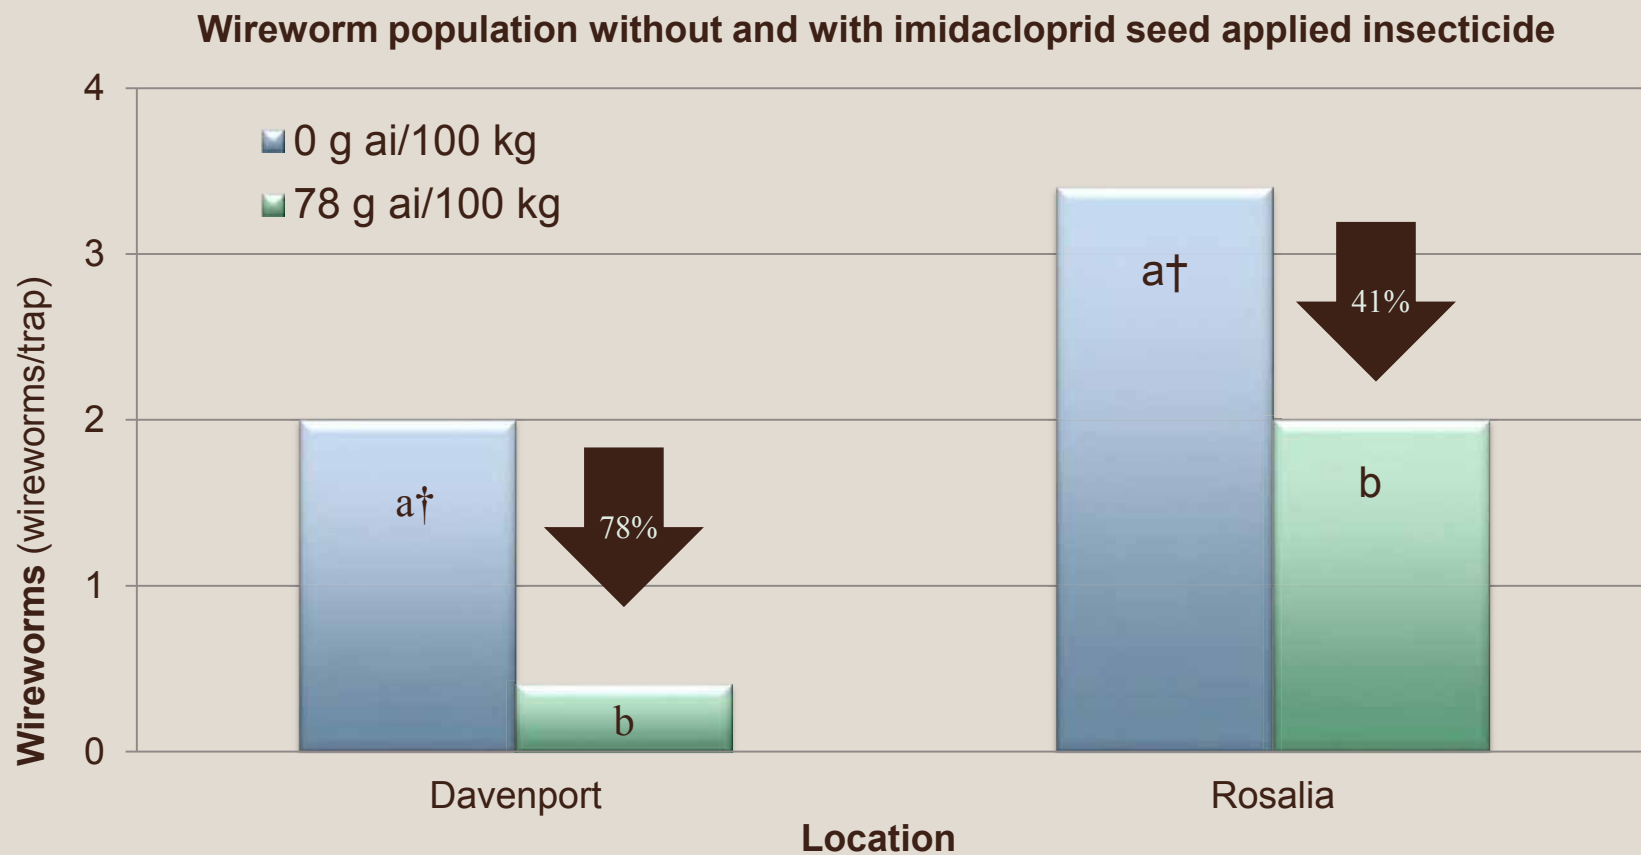 Wireworm population without and with imidacloprid seed applied insecticide
Wireworms (wireworms/trap)
4
3
2
1
0
0 g ai/100 kg
78 g ai/100 kg
a†
78%
b
a†
41%
b
Davenport
Rosalia
Location